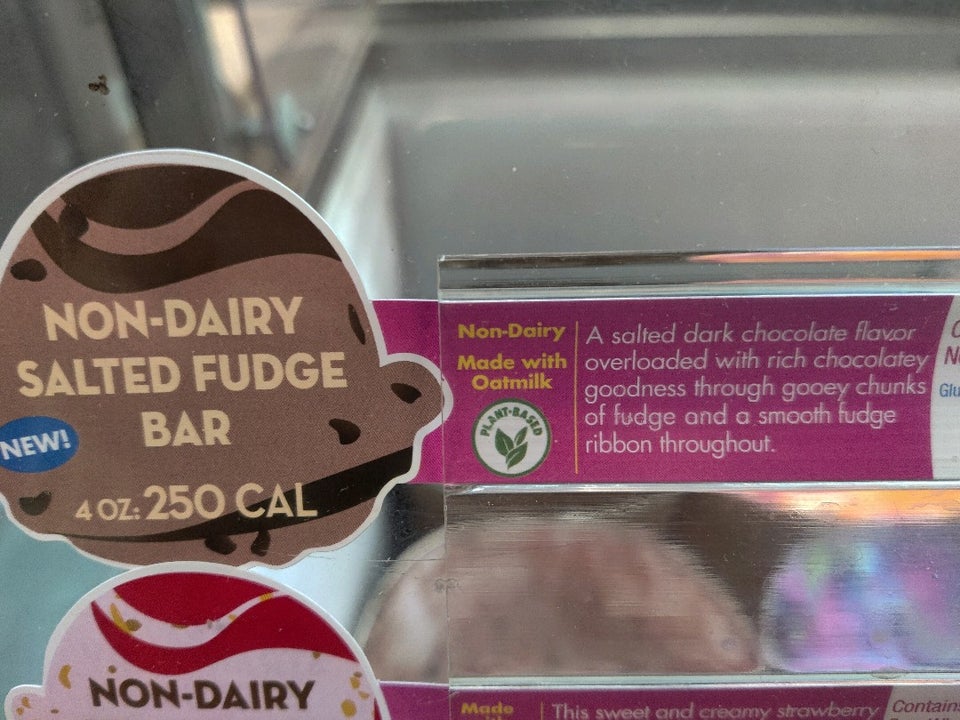 NON-DAIRY
SALTED FUDGE
BAR
NEW!
4 OZ: 250 CAL
Non-Dairy
Made with
Oatmilk
PLANT-BASED
A salted dark chocolate flavor
overloaded with rich chocolatey
goodness through gooey chunks
of fudge and a smooth fudge
ribbon throughout.
NON-DAIRY
Made
This sweet and creamy strawberry